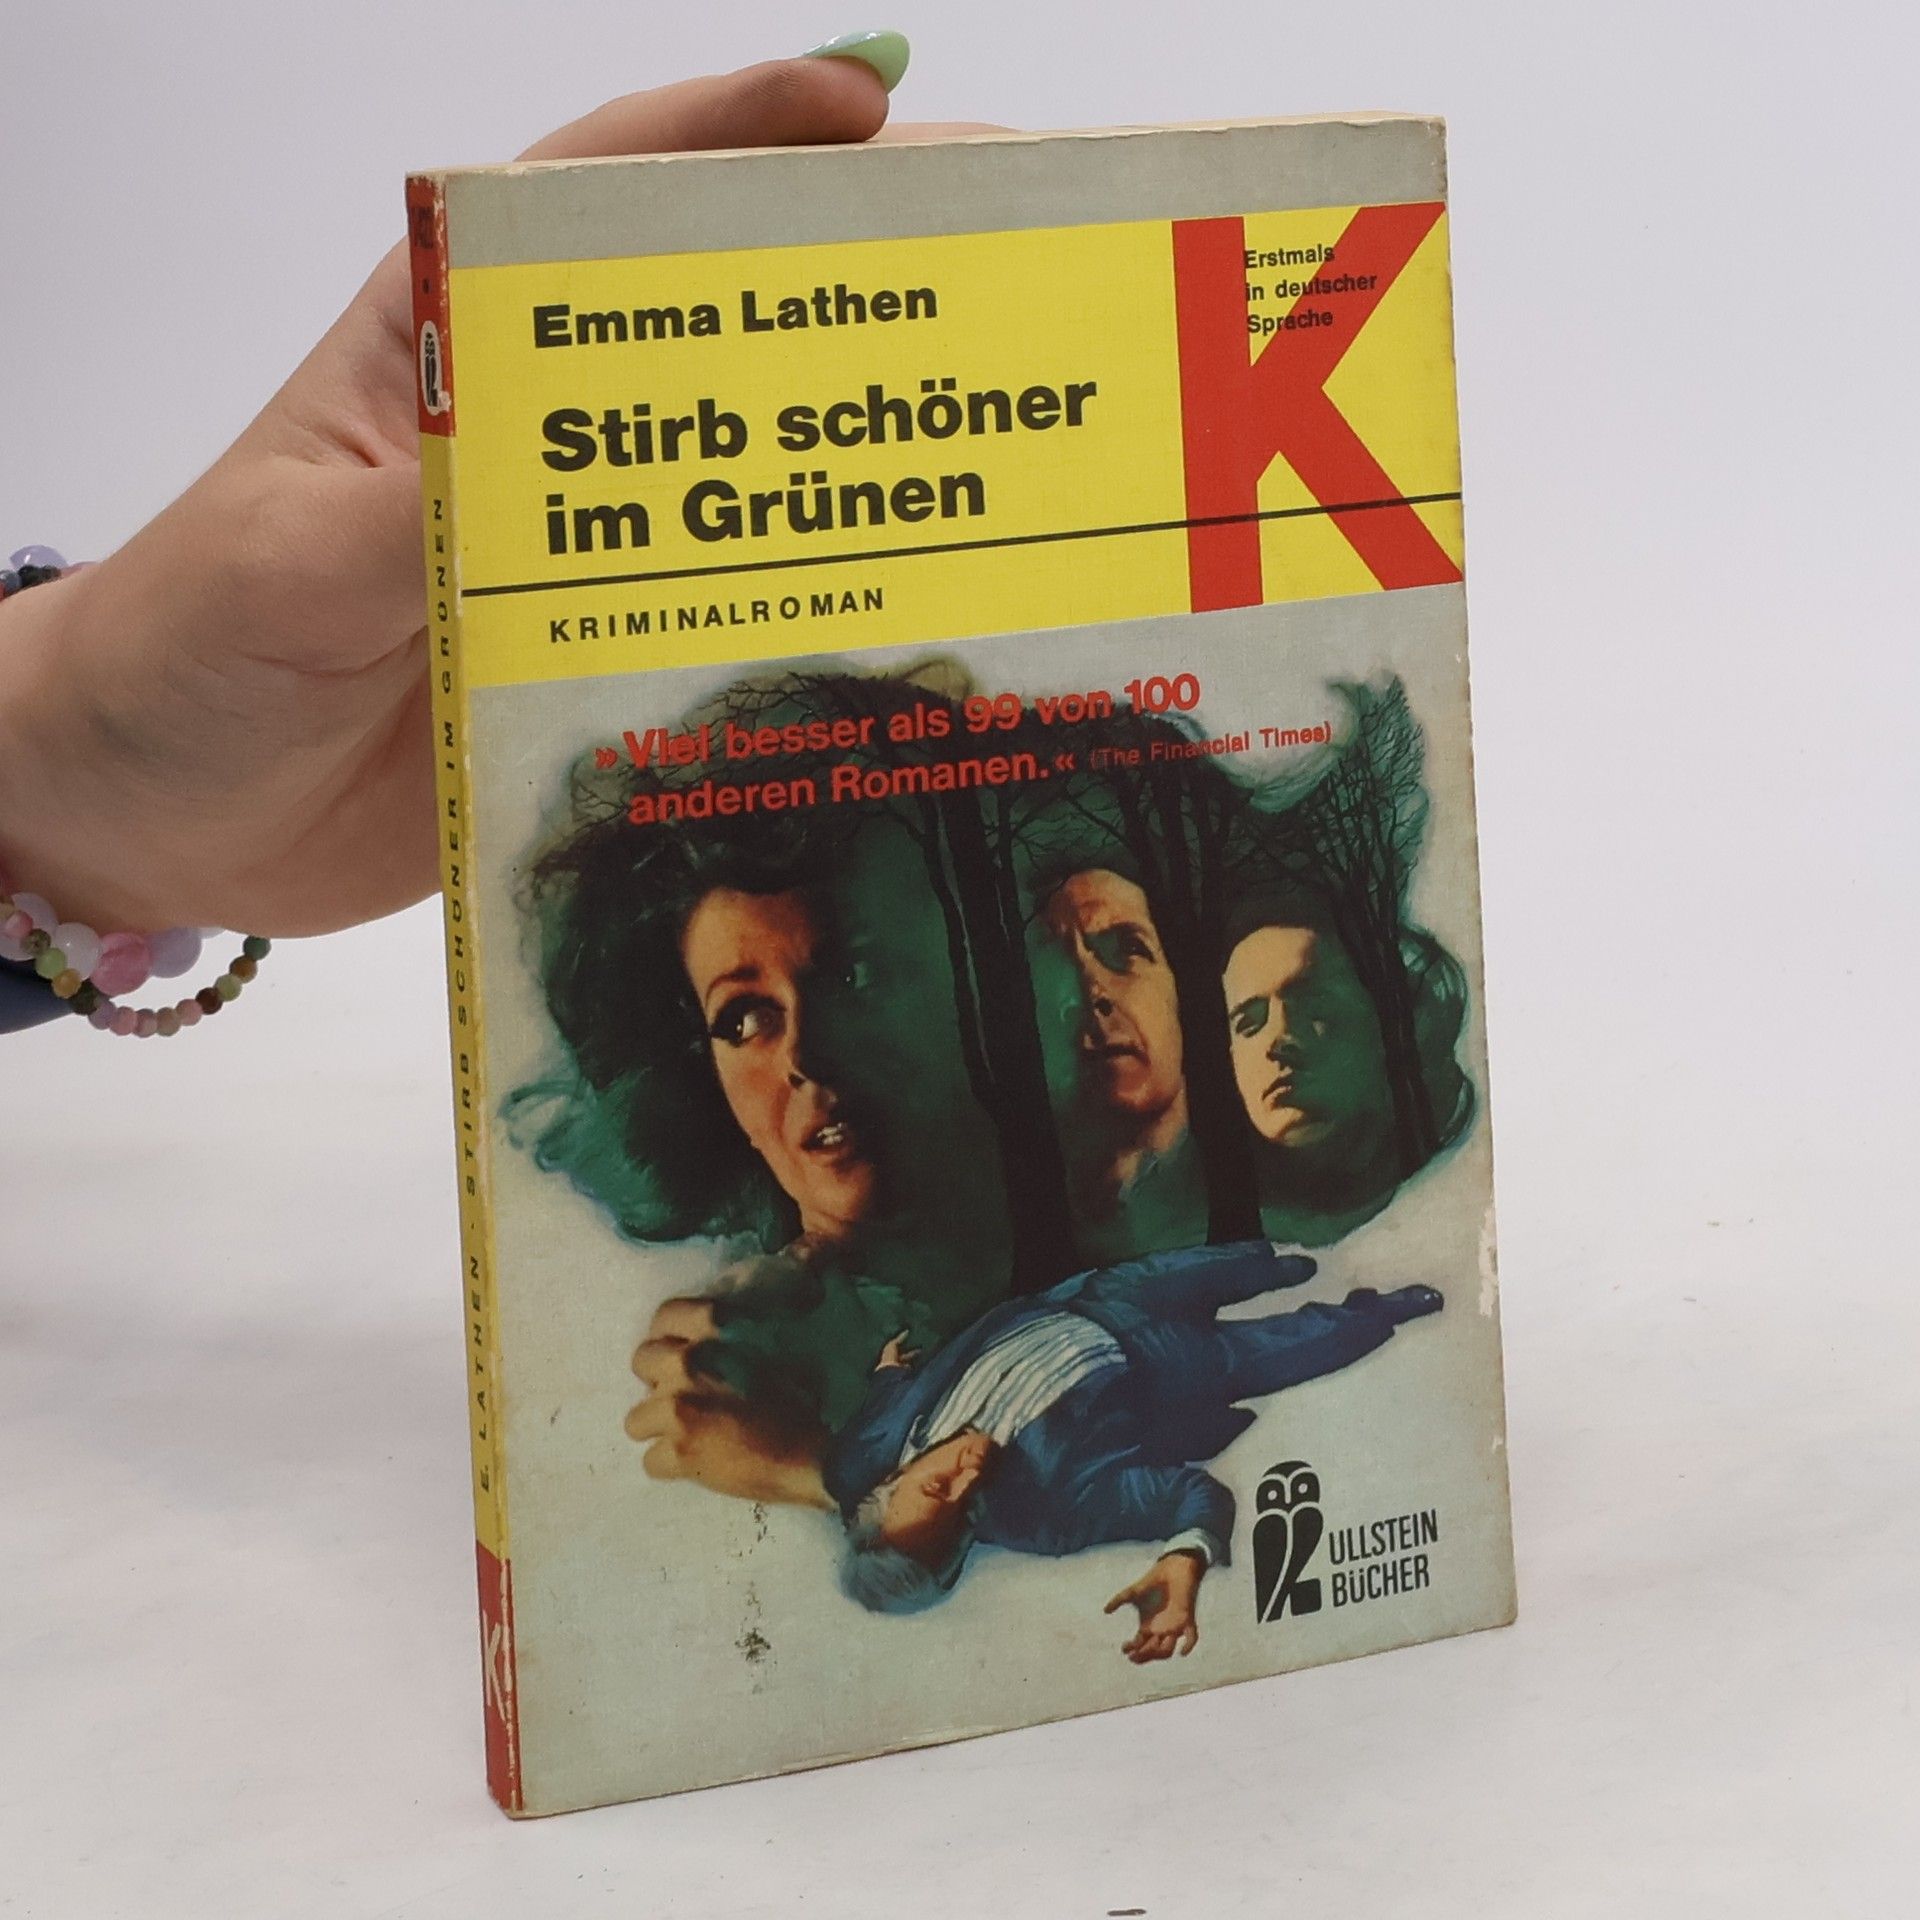 Emma Lathen
Stirb schöner
im Grünen
KRIMINALROMAN
K
Erstmals
in deutscher
Sprache
»Viel besser als 99 von 100
anderen Romanen.« (The Financial Times)
ULLSTEIN
BÜCHER
E. LATHEN · STIRB SCHÖNER IM GRÜNEN
K